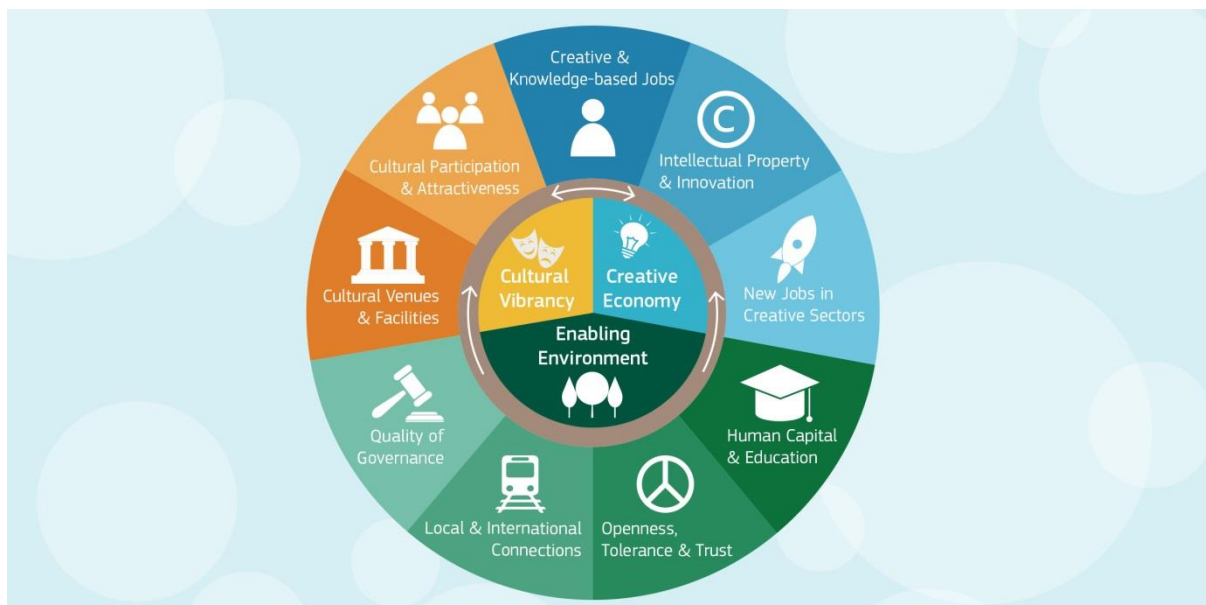 Creative &
Knowledge-based Jobs
C
Intellectual Property
& Innovation
New Jobs in
Creative Sectors
Human Capital
& Education
Openness,
Tolerance & Trust
Local & International
Connections
Quality of
Governance
Cultural Venues
& Facilities
Cultural Participation
& Attractiveness
Cultural
Vibrancy
Creative
Economy
Enabling
Environment